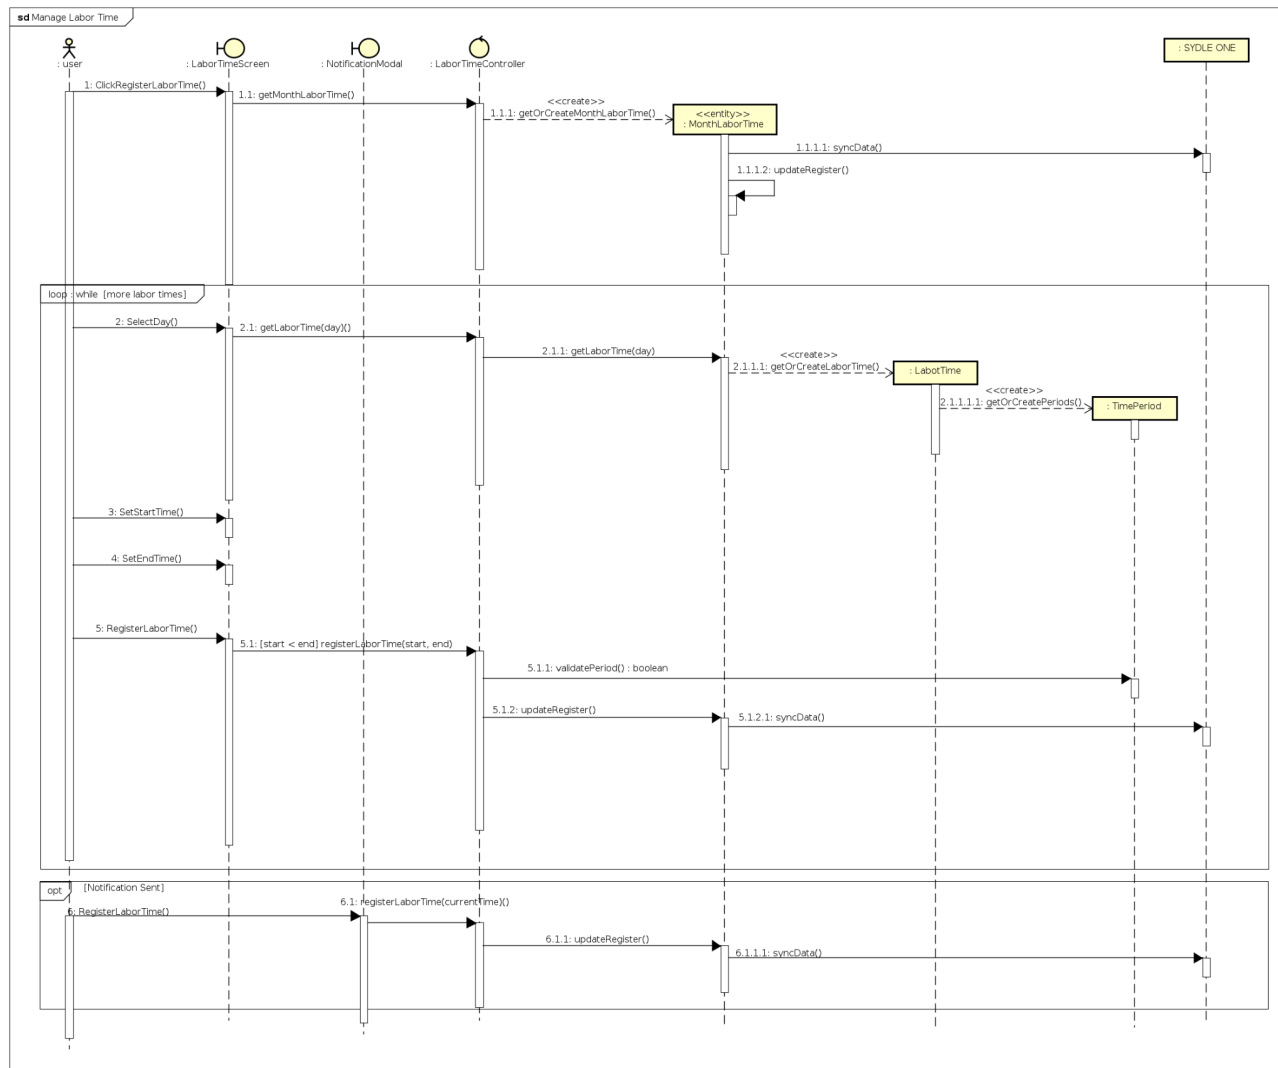 sd Manage Labor Time
: user
: LaborTimeScreen
: NotificationModal
: LaborTimeController
: SYDLE ONE
1: ClickRegisterLaborTime()
1.1: getMonthLaborTime()
<<create>>
1.1.1: getOrCreateMonthLaborTime()
<<entity>>
: MonthLaborTime
1.1.1.1: syncData()
1.1.1.2: updateRegister()
loop : while [more labor times]
2: SelectDay()
2.1: getLaborTime(day)()
2.1.1: getLaborTime(day)
<<create>>
2.1.1.1: getOrCreateLaborTime()
: LabotTime
<<create>>
2.1.1.1.1: getOrCreatePeriods()
: TimePeriod
3: SetStartTime()
4: SetEndTime()
5: RegisterLaborTime()
5.1: [start < end] registerLaborTime(start, end)
5.1.1: validatePeriod() : boolean
5.1.2: updateRegister()
5.1.2.1: syncData()
opt [Notification Sent]
6: RegisterLaborTime()
6.1: registerLaborTime(currentTime)()
6.1.1: updateRegister()
6.1.1.1: syncData()